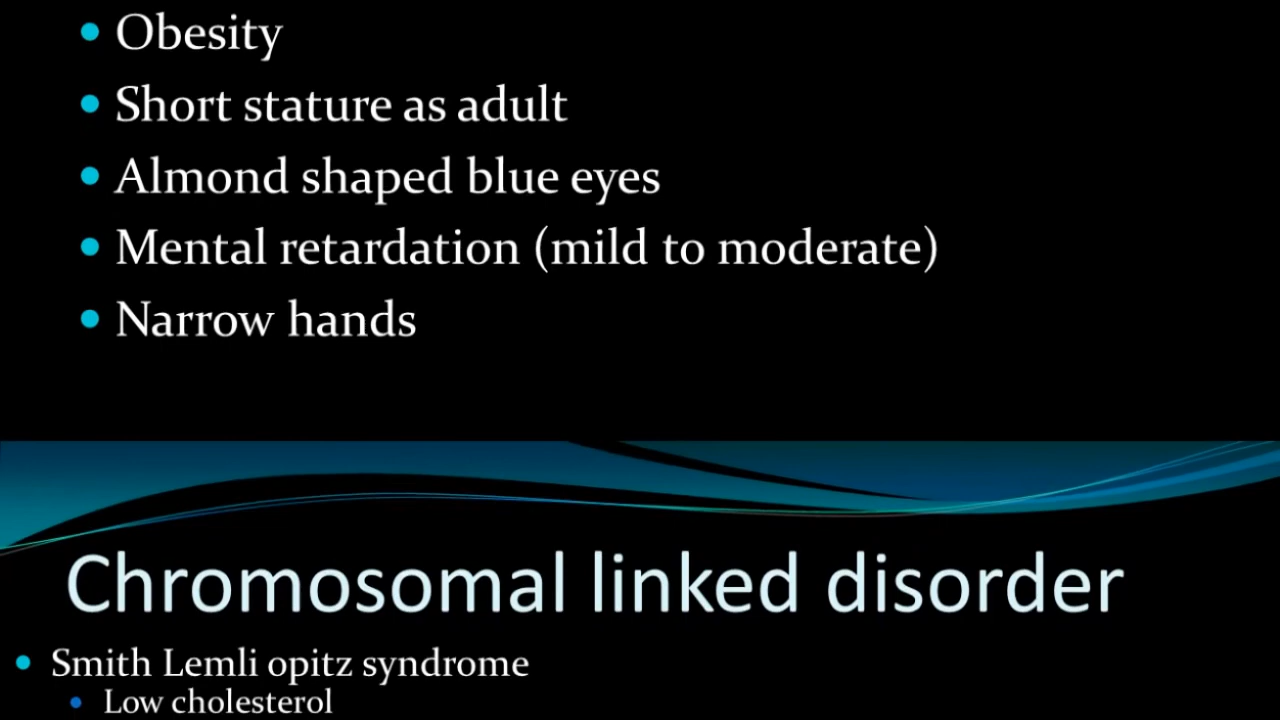 Obesity
Short stature as adult
Almond shaped blue eyes
Mental retardation (mild to moderate)
Narrow hands
Chromosomal linked disorder
Smith Lemli opitz syndrome
Low cholesterol